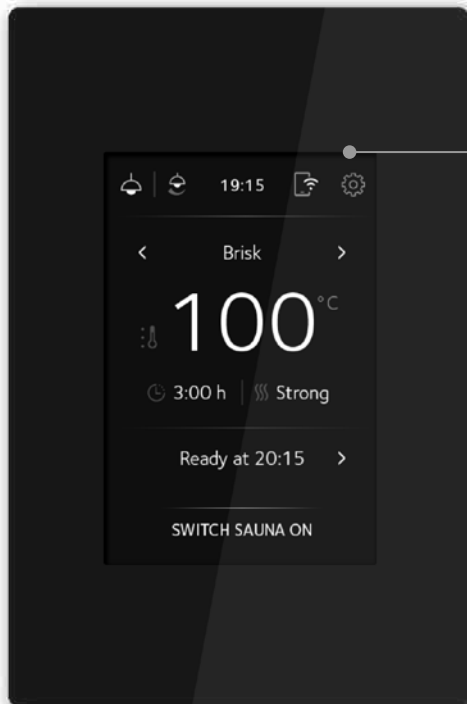 19:15
Brisk
100°C
3:00 h Strong
Ready at 20:15
SWITCH SAUNA ON